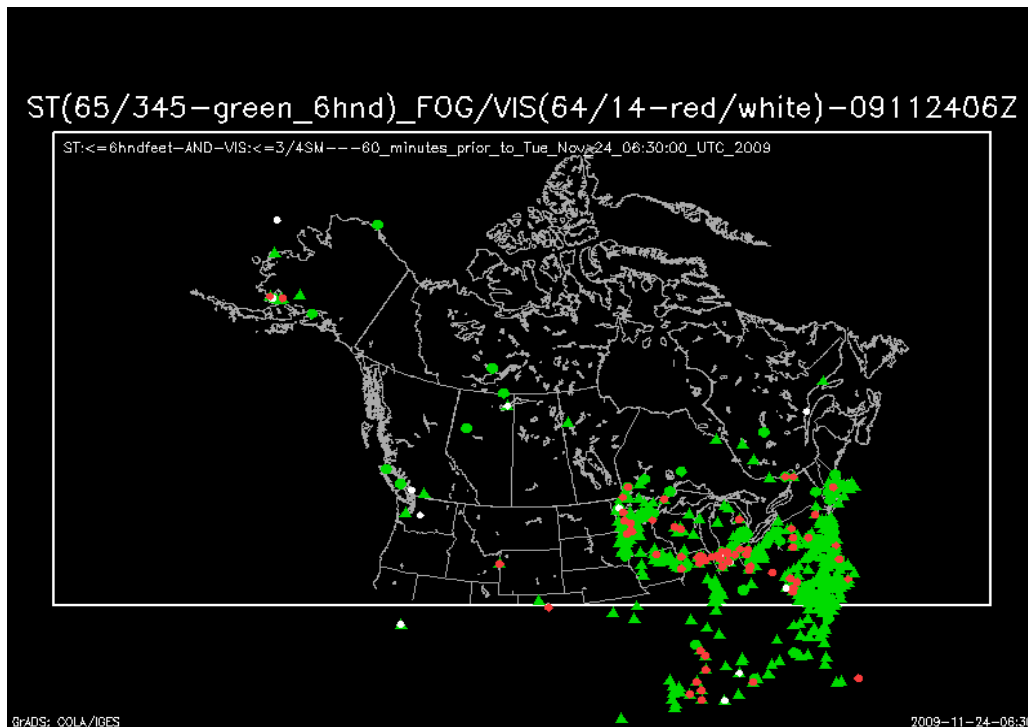 ST(65/345-green_6hnd)_FOG/VIS(64/14-red/white)-09112406Z
ST:<=6hndfeet-AND-VIS:<=3/4SM---60_minutes_prior_to_Tue_Nov_24_06:30:00_UTC_2009
GrADS: COLA/IGES
2009-11-24-06:30